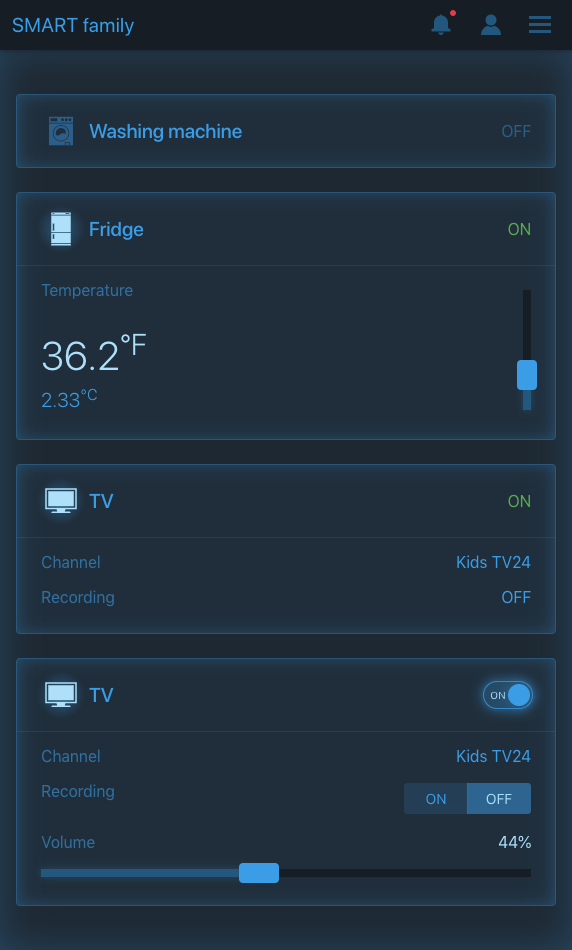 SMART family
Washing machine OFF
Fridge ON
Temperature
36.2°F
2.33°C
TV ON
Channel Kids TV24
Recording OFF
TV ON
Channel Kids TV24
Recording ON OFF
Volume 44%